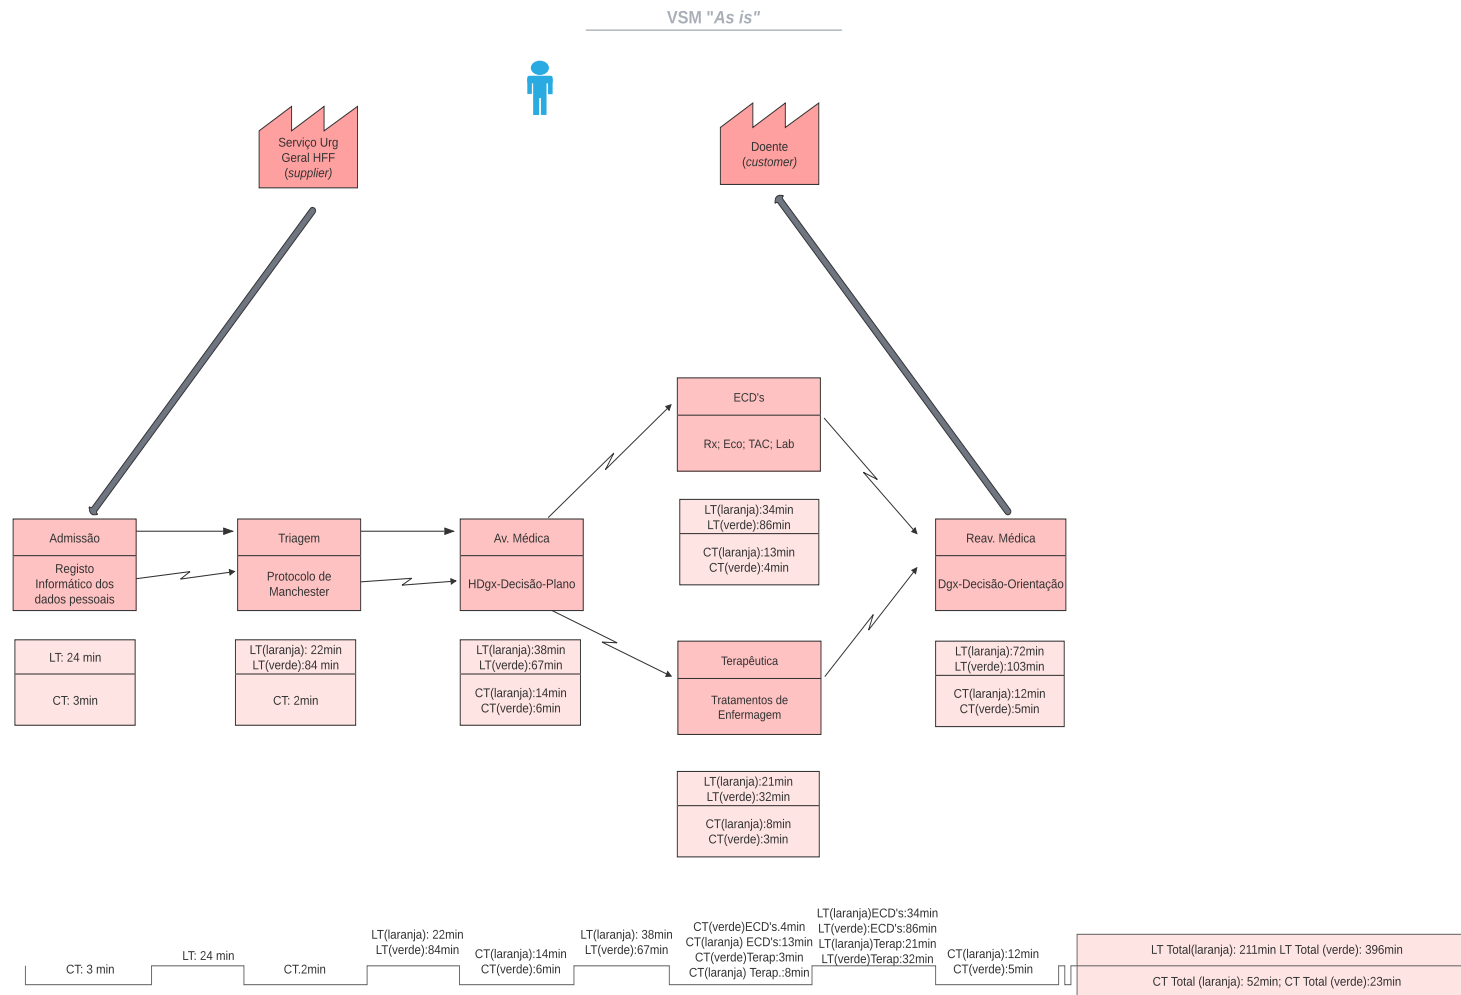 VSM "As is"
Serviço Urg
Geral HFF
(supplier)
Doente
(customer)
ECD's
Rx; Eco; TAC; Lab
LT(laranja):34min
LT(verde):86min
CT(laranja):13min
CT(verde):4min
Admissão
Registo
Informático dos
dados pessoais
LT: 24 min
CT: 3min
Triagem
Protocolo de
Manchester
LT(laranja): 22min
LT(verde):84 min
CT: 2min
Av. Médica
HDgx-Decisão-Plano
LT(laranja):38min
LT(verde):67min
CT(laranja):14min
CT(verde):6min
Terapêutica
Tratamentos de
Enfermagem
LT(laranja):21min
LT(verde):32min
CT(laranja):8min
CT(verde):3min
Reav. Médica
Dgx-Decisão-Orientação
LT(laranja):72min
LT(verde):103min
CT(laranja):12min
CT(verde):5min
CT: 3 min
LT: 24 min
CT.2min
LT(laranja): 22min
LT(verde):84min
CT(laranja):14min
CT(verde):6min
LT(laranja): 38min
LT(verde):67min
CT(verde)ECD's.4min
CT(laranja) ECD's:13min
CT(verde)Terap:3min
CT(laranja) Terap.:8min
LT(laranja)ECD's:34min
LT(verde):ECD's:86min
LT(laranja)Terap:21min
LT(verde)Terap:32min
CT(laranja):12min
CT(verde):5min
LT Total(laranja): 211min LT Total (verde): 396min
CT Total (laranja): 52min; CT Total (verde):23min